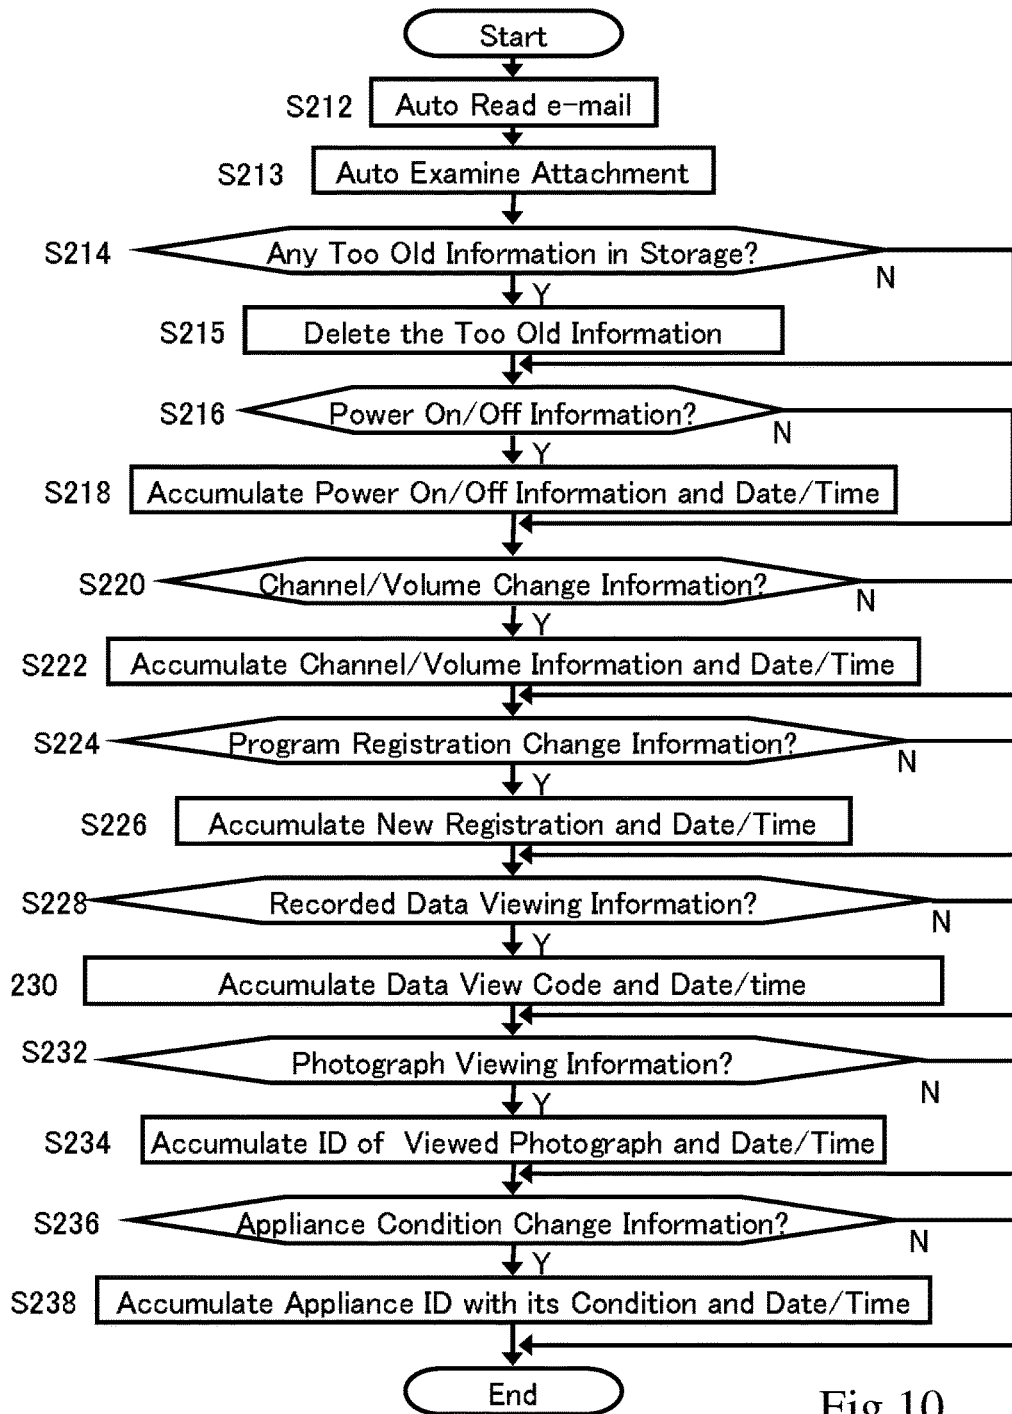 Start
S212 Auto Read e-mail
S213 Auto Examine Attachment
S214 Any Too Old Information in Storage?
N
Y
S215 Delete the Too Old Information
S216 Power On/Off Information?
N
Y
S218 Accumulate Power On/Off Information and Date/Time
S220 Channel/Volume Change Information?
N
Y
S222 Accumulate Channel/Volume Information and Date/Time
S224 Program Registration Change Information?
N
Y
S226 Accumulate New Registration and Date/Time
S228 Recorded Data Viewing Information?
N
Y
230 Accumulate Data View Code and Date/time
S232 Photograph Viewing Information?
N
Y
S234 Accumulate ID of Viewed Photograph and Date/Time
S236 Appliance Condition Change Information?
N
Y
S238 Accumulate Appliance ID with its Condition and Date/Time
End
Fig.10